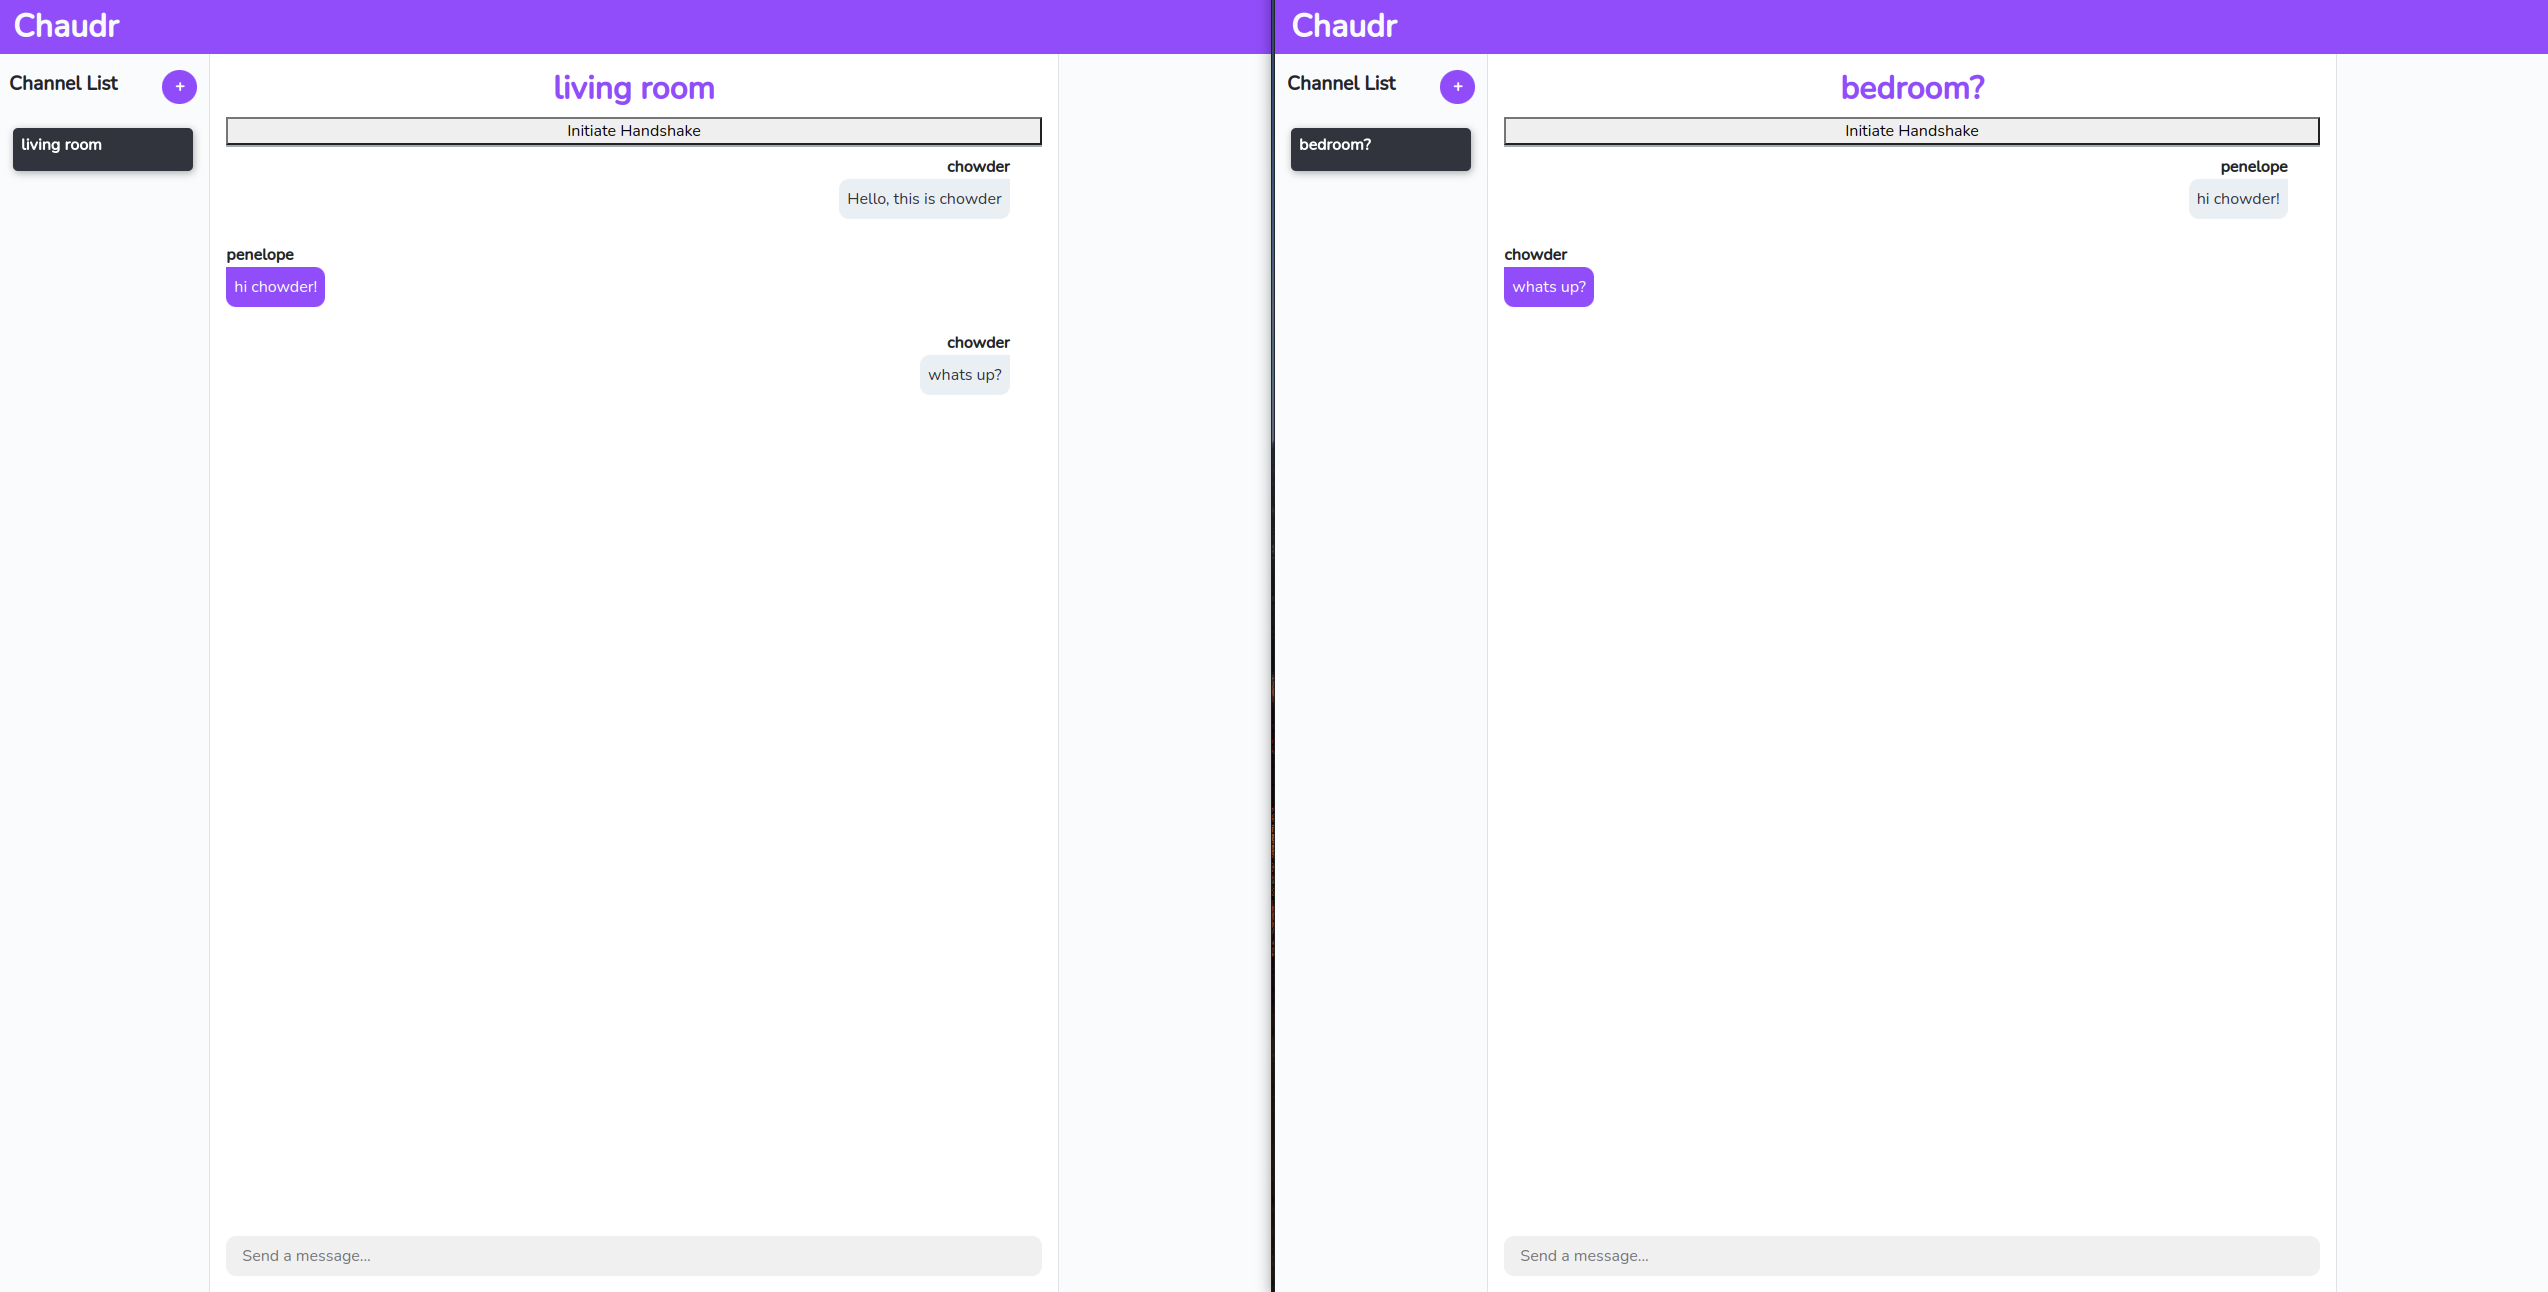 Chaudr
Channel List
+
living room
living room
Initiate Handshake
chowder
Hello, this is chowder
penelope
hi chowder!
chowder
whats up?
Send a message...
Chaudr
Channel List
+
bedroom?
bedroom?
Initiate Handshake
penelope
hi chowder!
chowder
whats up?
Send a message...